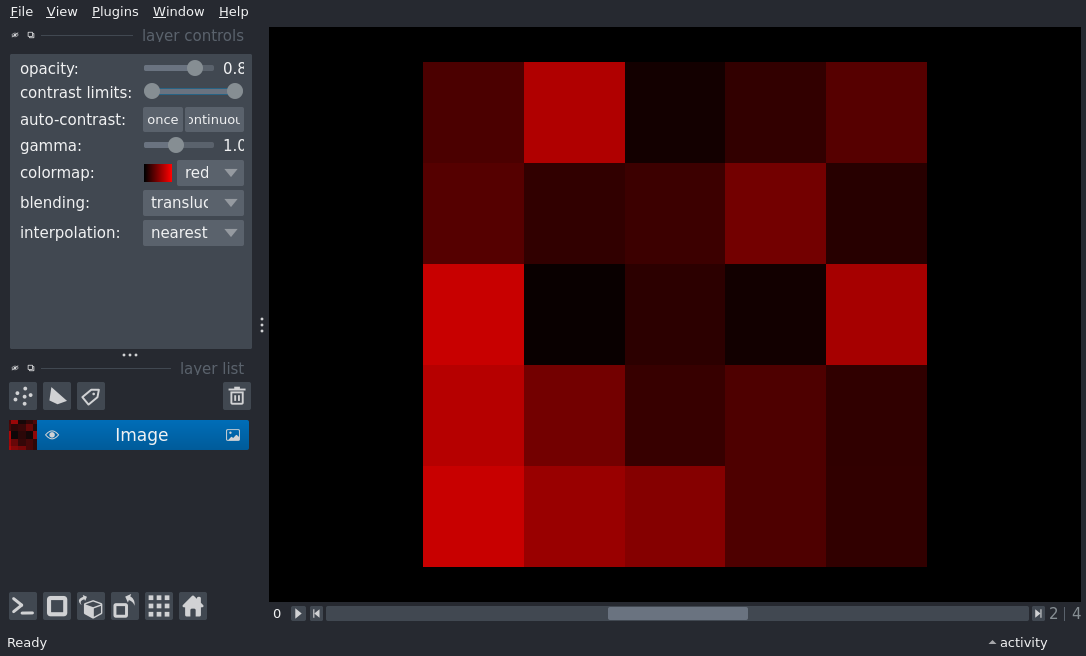 File View Plugins Window Help
layer controls
opacity: 0.8
contrast limits:
auto-contrast: once ontinuou
gamma: 1.0
colormap: red
blending: transluc
interpolation: nearest
layer list
Image
0 2 | 4
Ready activity